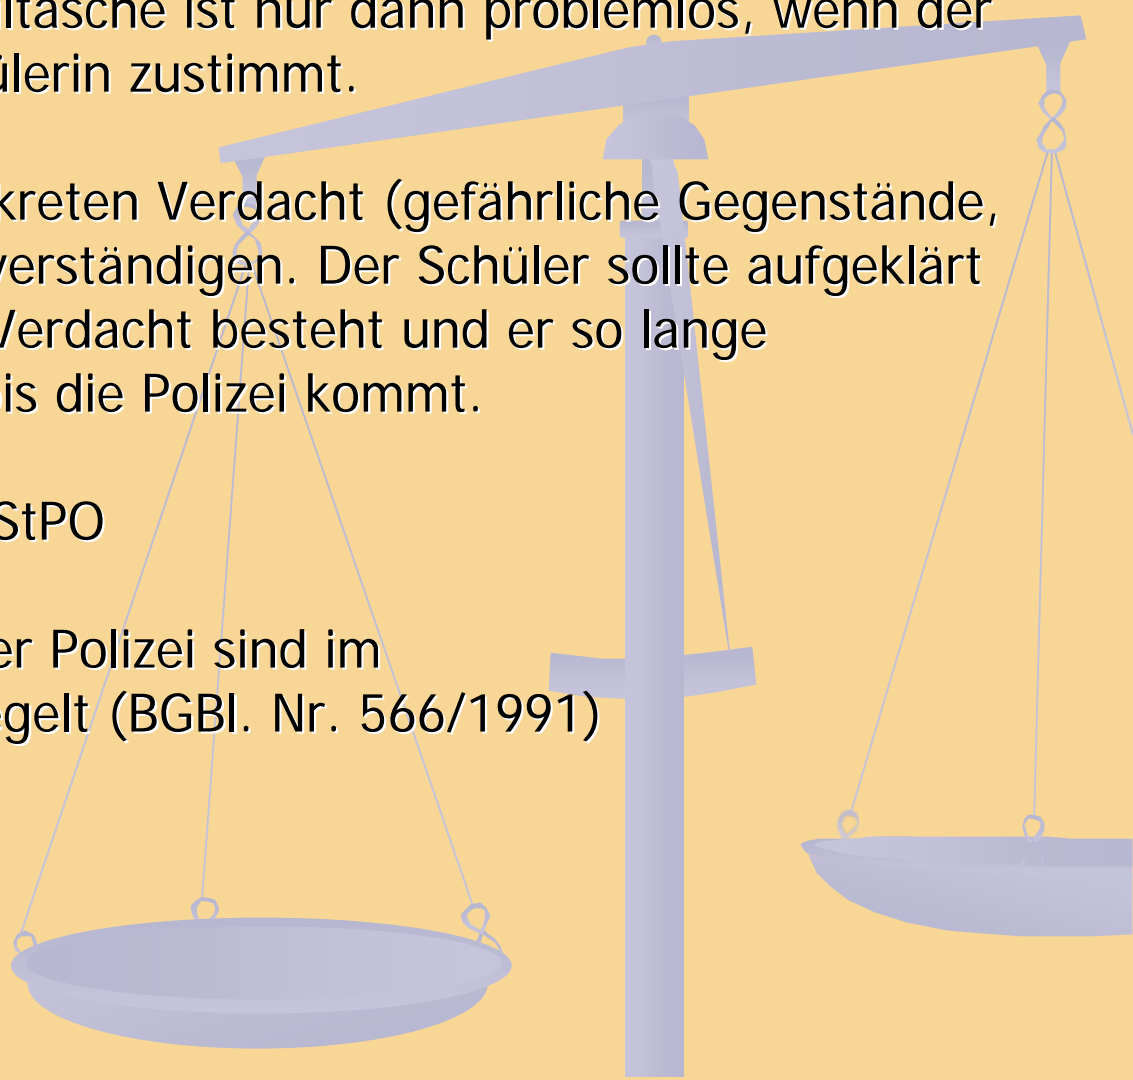 ltasche ist nur dann problemlos, wenn der
ülerin zustimmt.
kreten Verdacht (gefährliche Gegenstände,
verständigen. Der Schüler sollte aufgeklärt
Verdacht besteht und er so lange
is die Polizei kommt.
StPO
er Polizei sind im
gelt (BGBl. Nr. 566/1991)